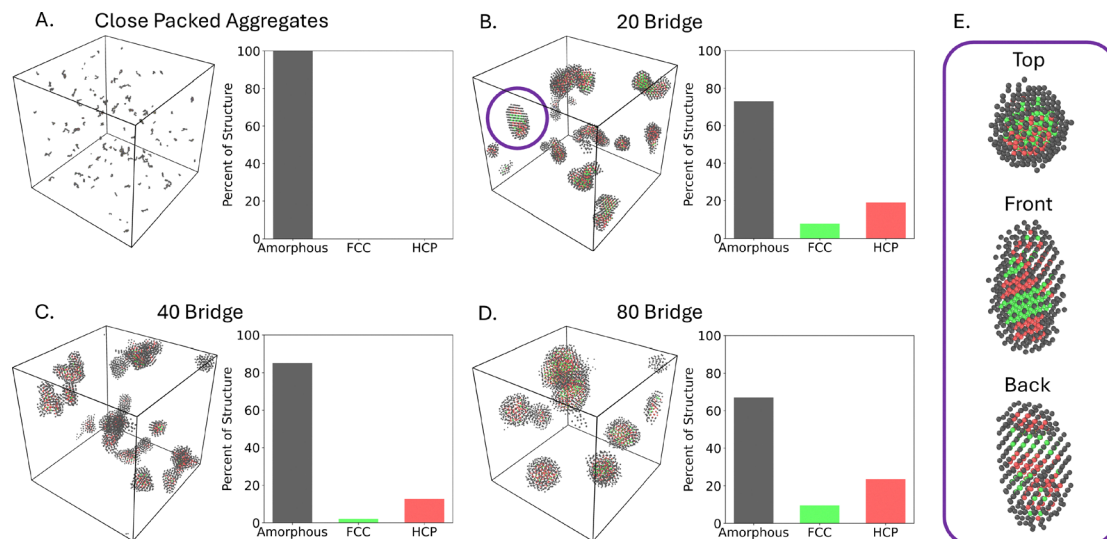 A. Close Packed Aggregates
Percent of Structure
100
80
60
40
20
0
Amorphous FCC HCP
B. 20 Bridge
Percent of Structure
100
80
60
40
20
0
Amorphous FCC HCP
C. 40 Bridge
Percent of Structure
100
80
60
40
20
0
Amorphous FCC HCP
D. 80 Bridge
Percent of Structure
100
80
60
40
20
0
Amorphous FCC HCP
E.
Top
Front
Back